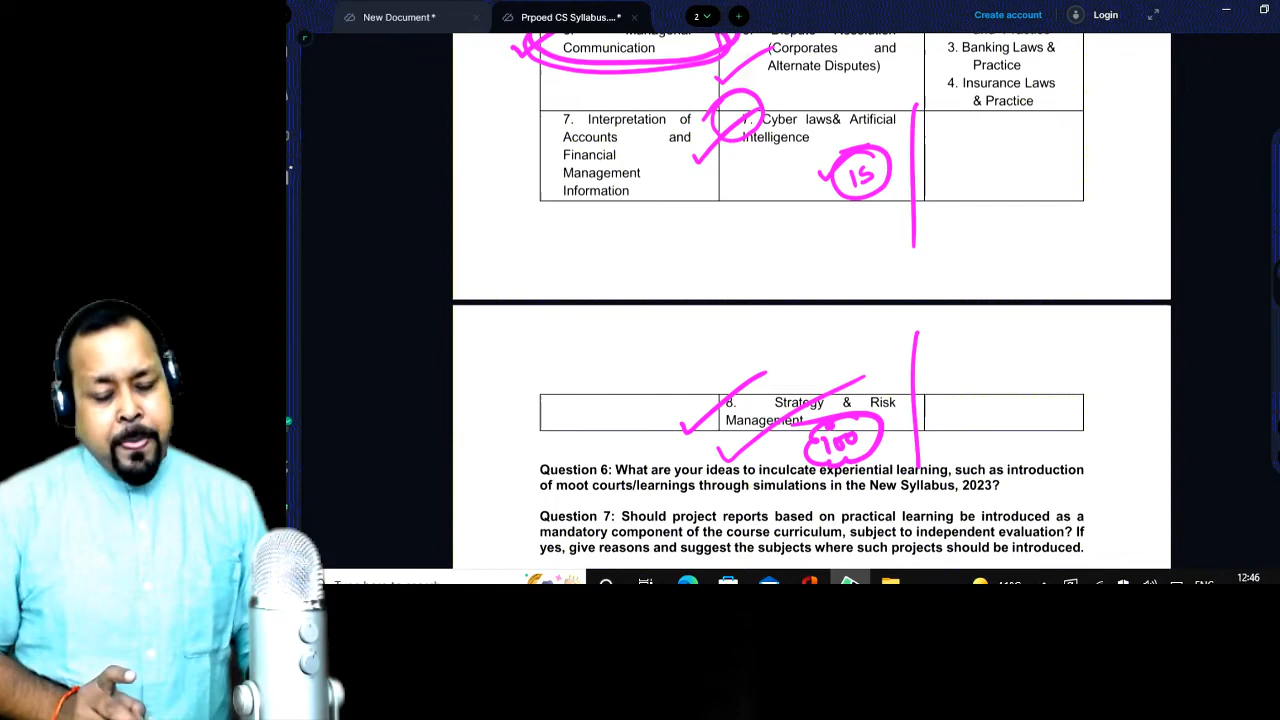 New Document*
Prpoed CS Syllabus....*
2
Create account
Login
Communication
(Corporates and
Alternate Disputes)
3. Banking Laws &
Practice
4. Insurance Laws
& Practice
7. Interpretation of
Accounts and
Financial
Management
Information
7. Cyber laws& Artificial
Intelligence
15
8. Strategy & Risk
Management
100
Question 6: What are your ideas to inculcate experiential learning, such as introduction
of moot courts/learnings through simulations in the New Syllabus, 2023?
Question 7: Should project reports based on practical learning be introduced as a
mandatory component of the course curriculum, subject to independent evaluation? If
yes, give reasons and suggest the subjects where such projects should be introduced.
12:46